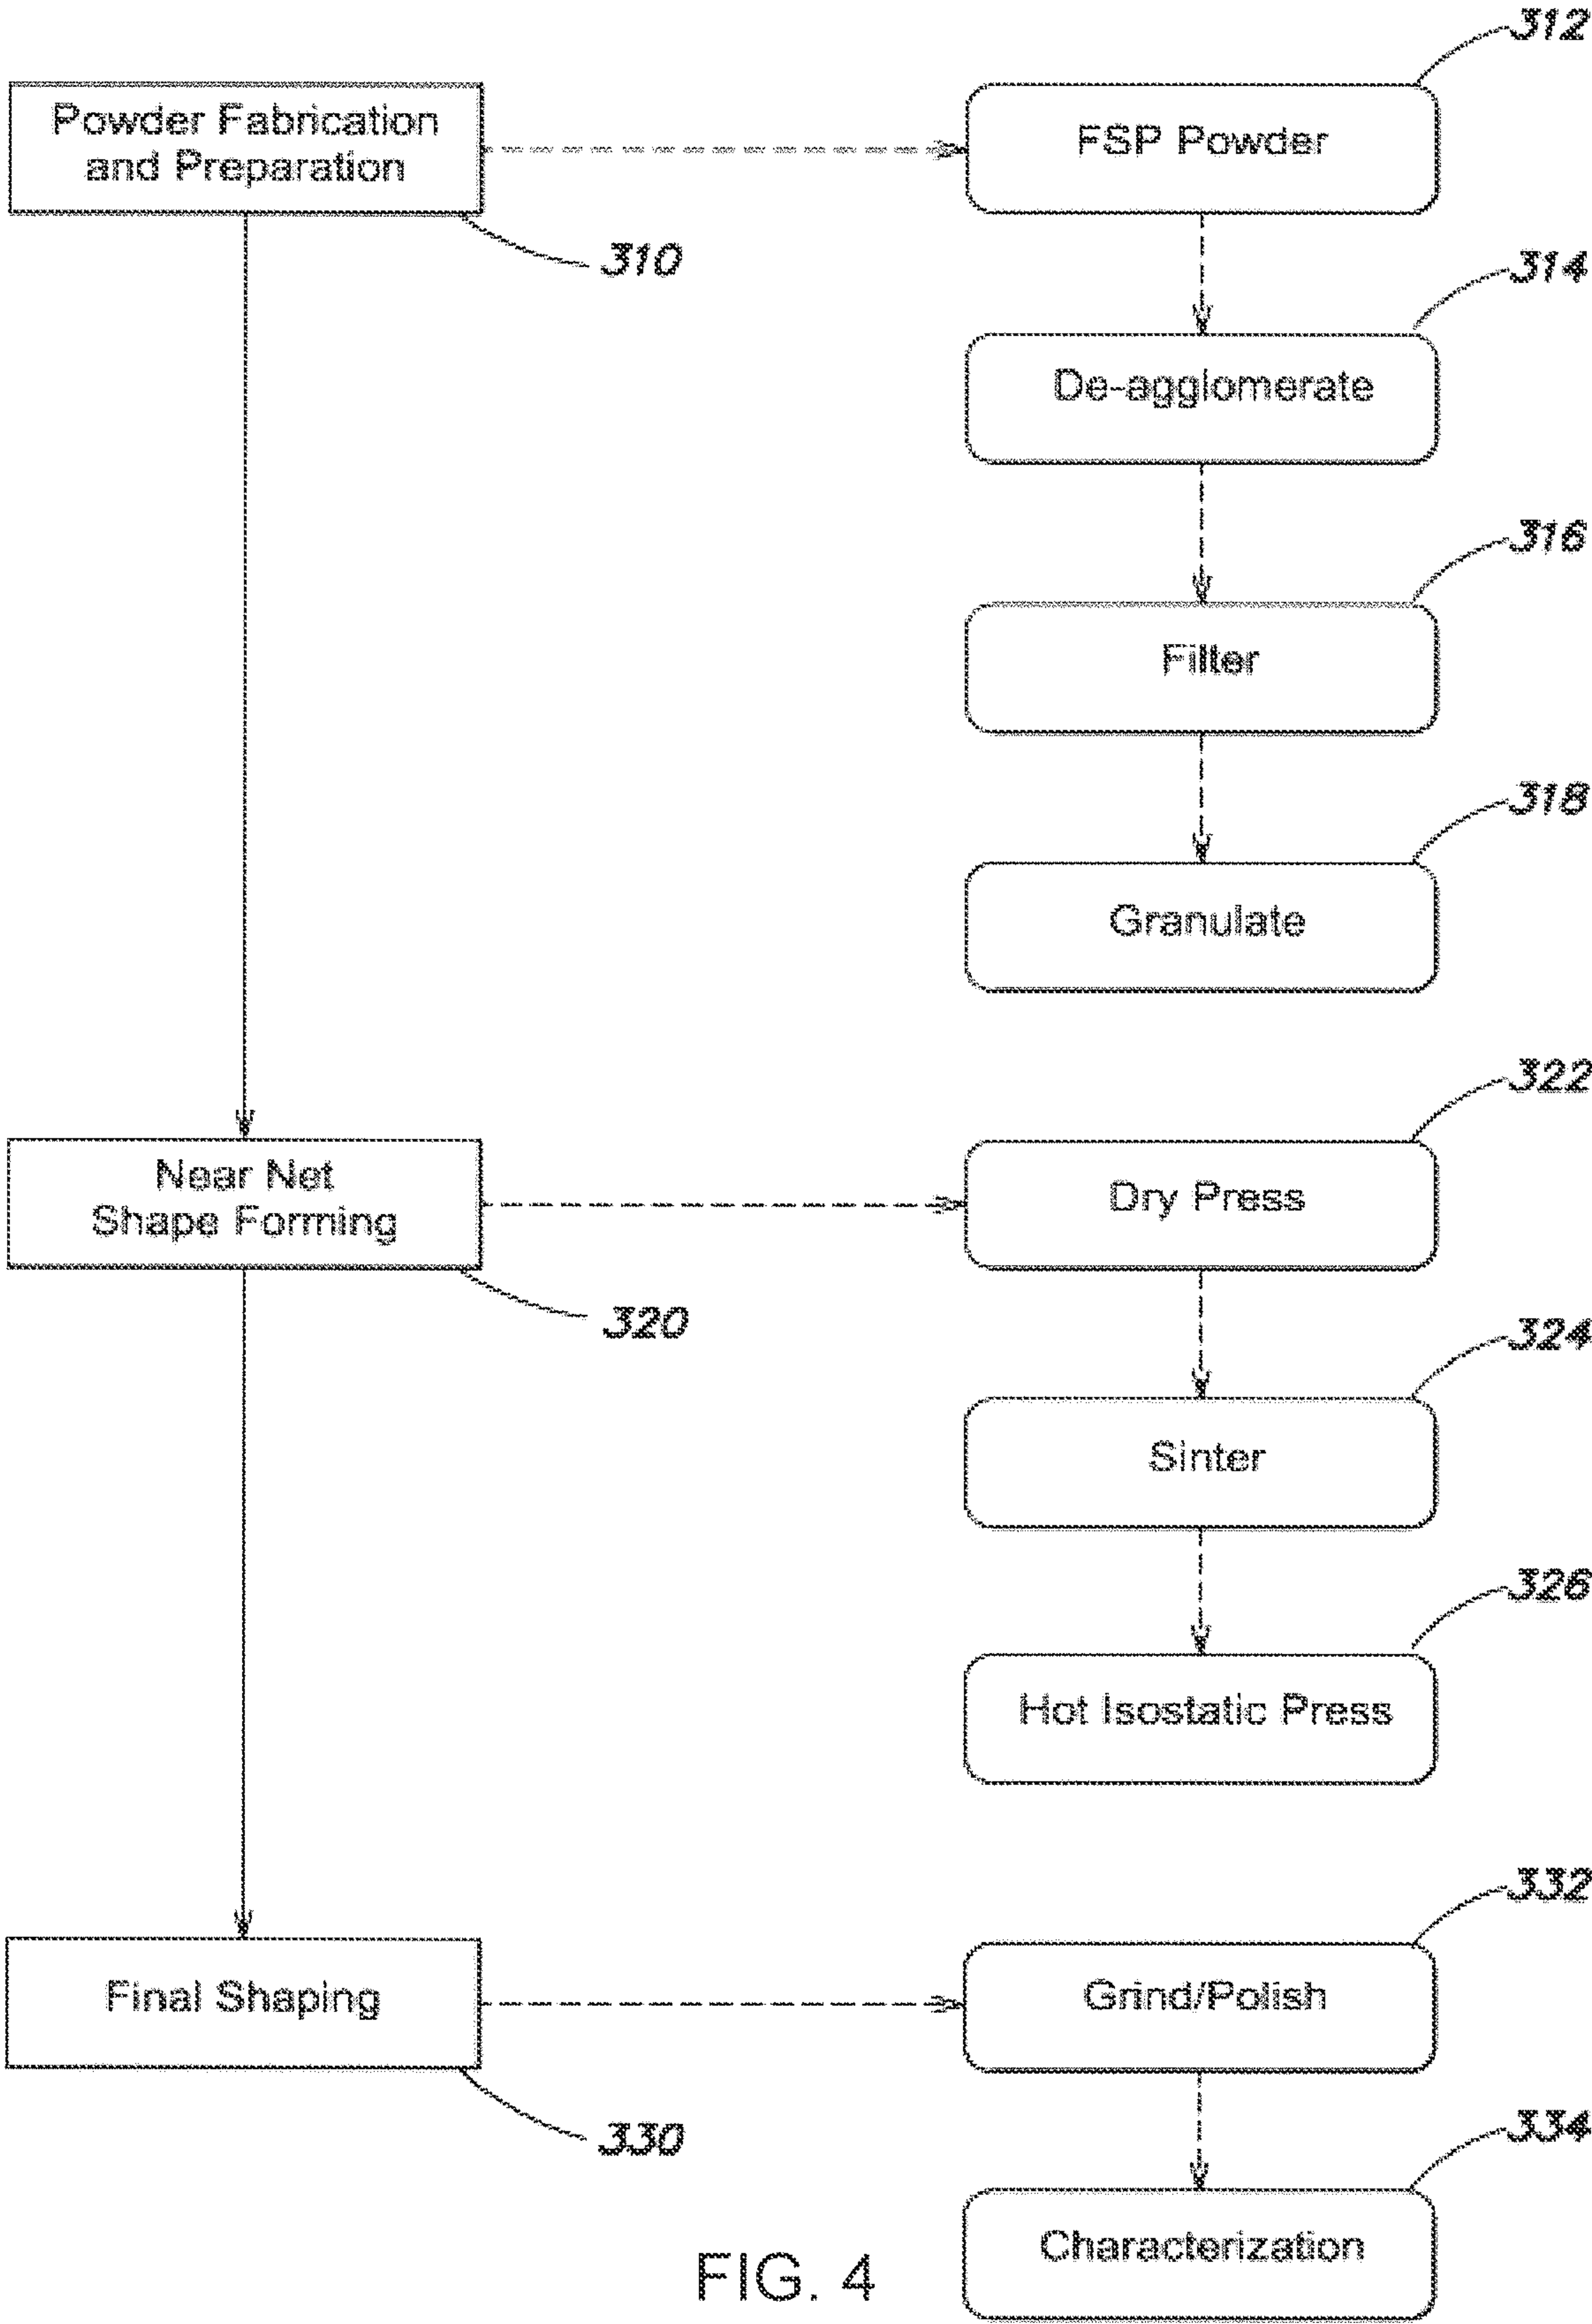 312
Powder Fabrication
and Preparation
FSP Powder
310
314
De-agglomerate
316
Filter
318
Granulate
322
Near Net
Shape Forming
Dry Press
320
324
Sinter
326
Hot Isostatic Press
332
Final Shaping
Grind/Polish
330
334
Characterization
FIG. 4